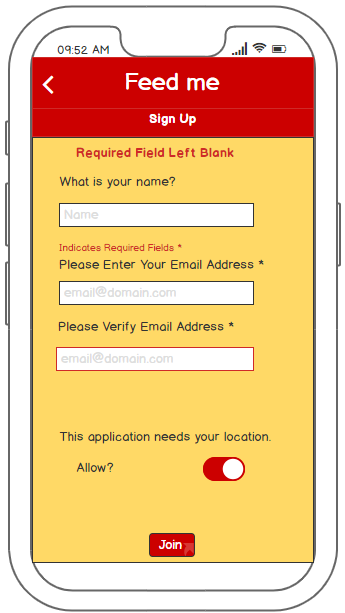 09:52 AM
Feed me
Sign Up
Required Field Left Blank
What is your name?
Name
Indicates Required Fields *
Please Enter Your Email Address *
email@domain.com
Please Verify Email Address *
email@domain.com
This application needs your location.
Allow?
Join